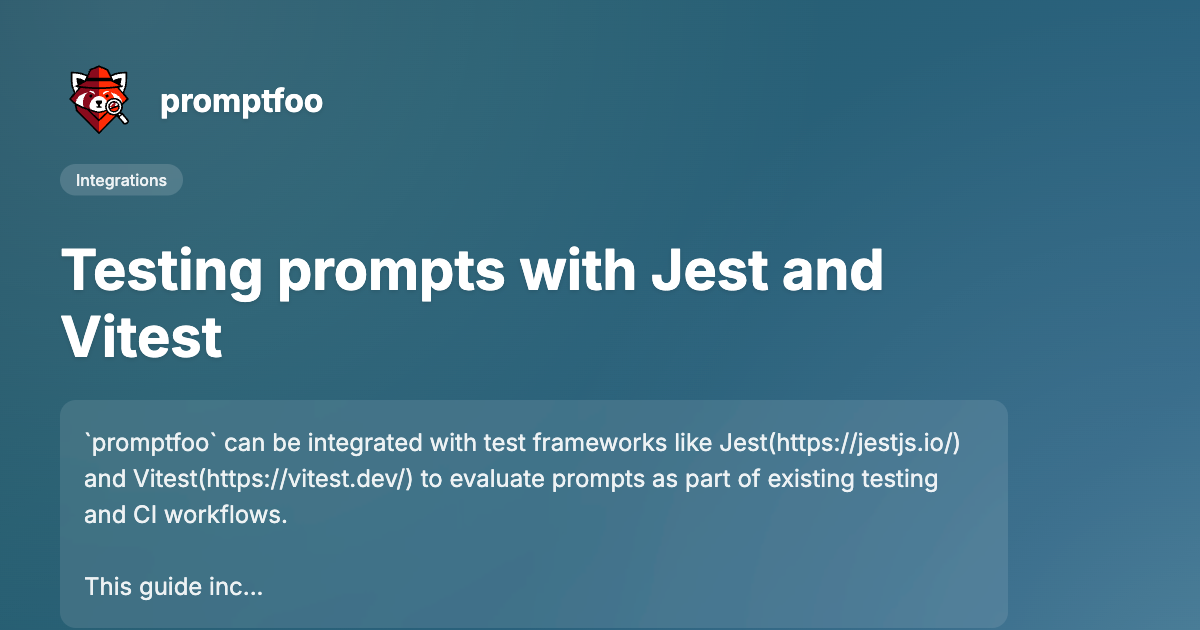 promptfoo
Integrations
Testing prompts with Jest and
Vitest
`promptfoo` can be integrated with test frameworks like Jest(https://jestjs.io/)
and Vitest(https://vitest.dev/) to evaluate prompts as part of existing testing
and CI workflows.
This guide inc...